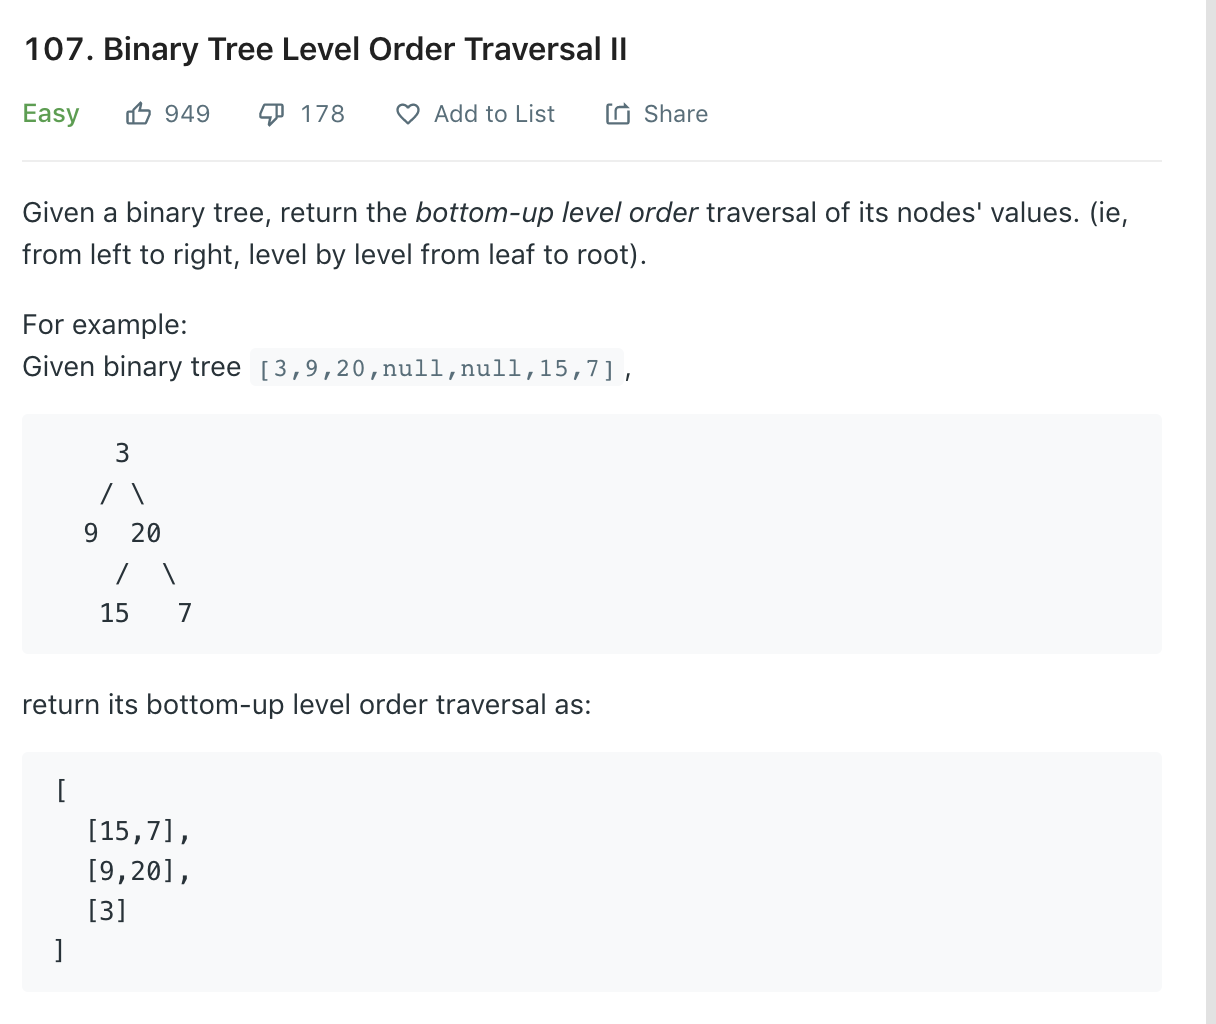 107. Binary Tree Level Order Traversal II
Easy 949 178 Add to List Share
Given a binary tree, return the bottom-up level order traversal of its nodes' values. (ie,
from left to right, level by level from leaf to root).
For example:
Given binary tree [3,9,20,null,null,15,7],
    3
   / \
  9  20
    /  \
   15   7
return its bottom-up level order traversal as:
[
  [15,7],
  [9,20],
  [3]
]